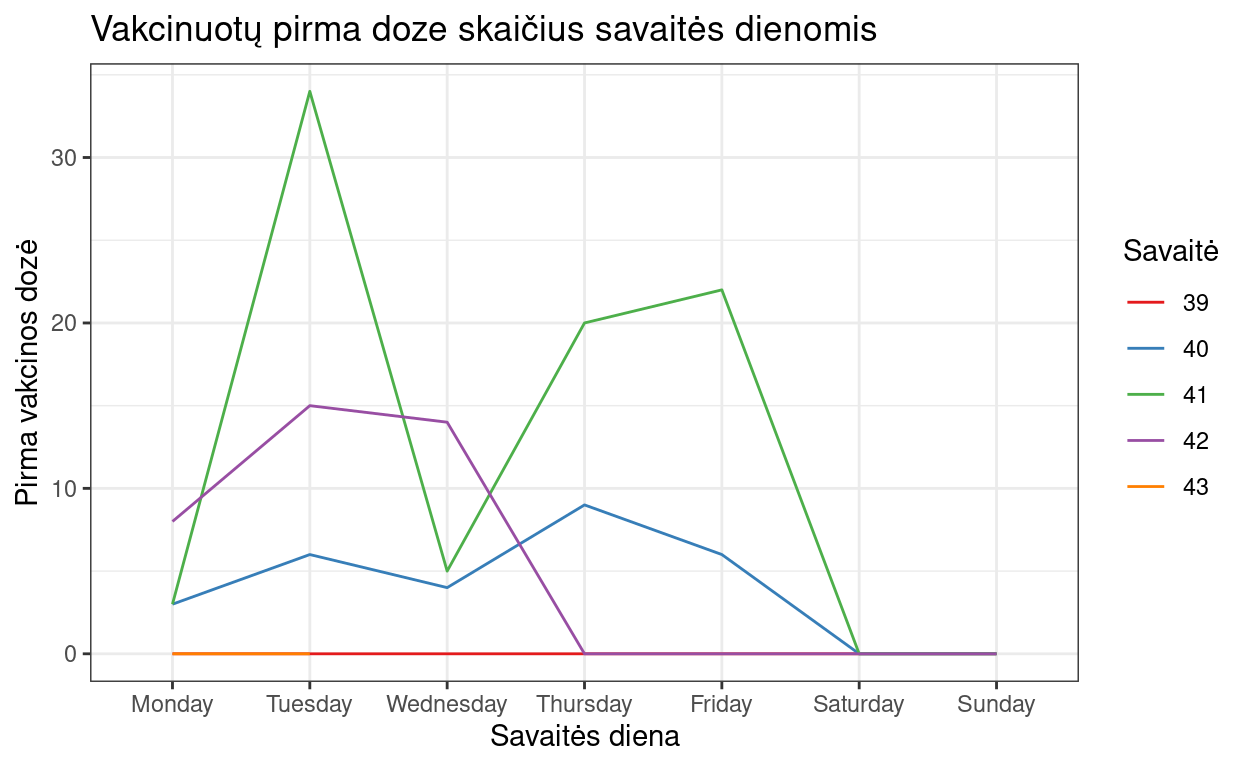 Vakcinuotų pirma doze skaičius savaitės dienomis
Pirma vakcinos dozė
30
20
10
0
Monday Tuesday Wednesday Thursday Friday Saturday Sunday
Savaitės diena
Savaitė
39
40
41
42
43